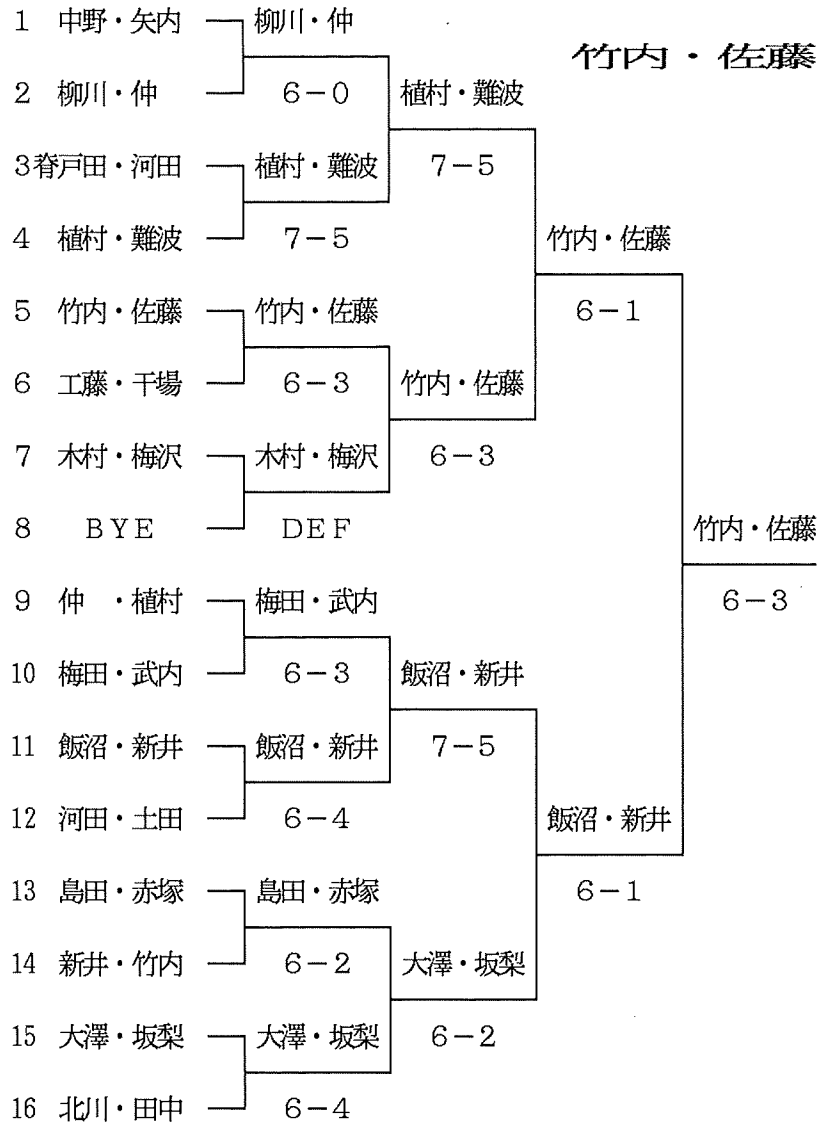 1 中野・矢内 柳川・仲
竹内・佐藤
2 柳川・仲 6-0 植村・難波
3脊戸田・河田 植村・難波 7-5
4 植村・難波 7-5 竹内・佐藤
5 竹内・佐藤 竹内・佐藤 6-1
6 工藤・干場 6-3 竹内・佐藤
7 木村・梅沢 木村・梅沢 6-3
8 BYE DEF 竹内・佐藤
9 仲 ・植村 梅田・武内 6-3
10 梅田・武内 6-3 飯沼・新井
11 飯沼・新井 飯沼・新井 7-5
12 河田・土田 6-4 飯沼・新井
13 島田・赤塚 島田・赤塚 6-1
14 新井・竹内 6-2 大澤・坂梨
15 大澤・坂梨 大澤・坂梨 6-2
16 北川・田中 6-4